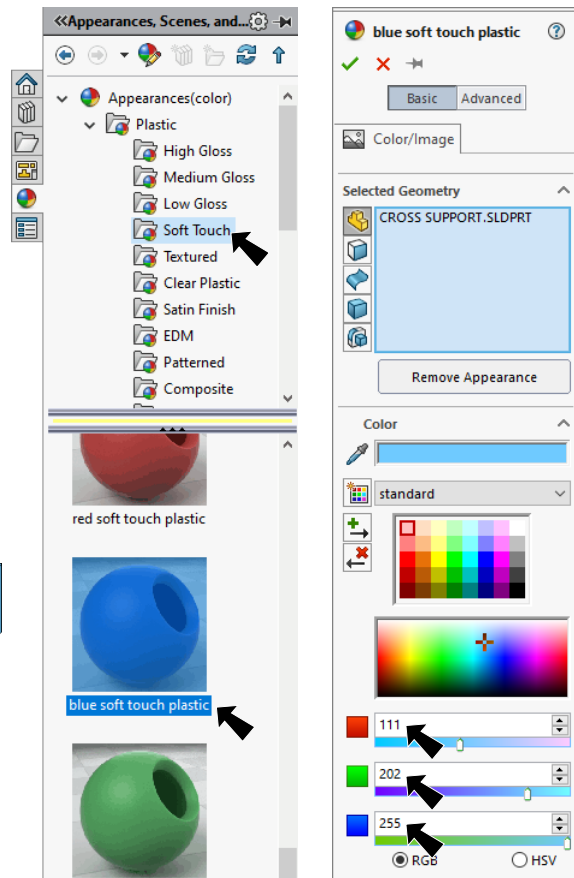 Appearances, Scenes, and...
Appearances(color)
Plastic
High Gloss
Medium Gloss
Low Gloss
Soft Touch
Textured
Clear Plastic
Satin Finish
EDM
Patterned
Composite
red soft touch plastic
blue soft touch plastic
blue soft touch plastic
Basic
Advanced
Color/Image
Selected Geometry
CROSS SUPPORT.SLDPRT
Remove Appearance
Color
standard
111
202
255
RGB
HSV